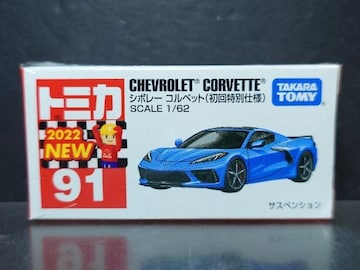 トミカ
2022
NEW
91
CHEVROLET® CORVETTE®
シボレー コルベット(初回特別仕様)
SCALE 1/62
TAKARA
TOMY
サスペンション